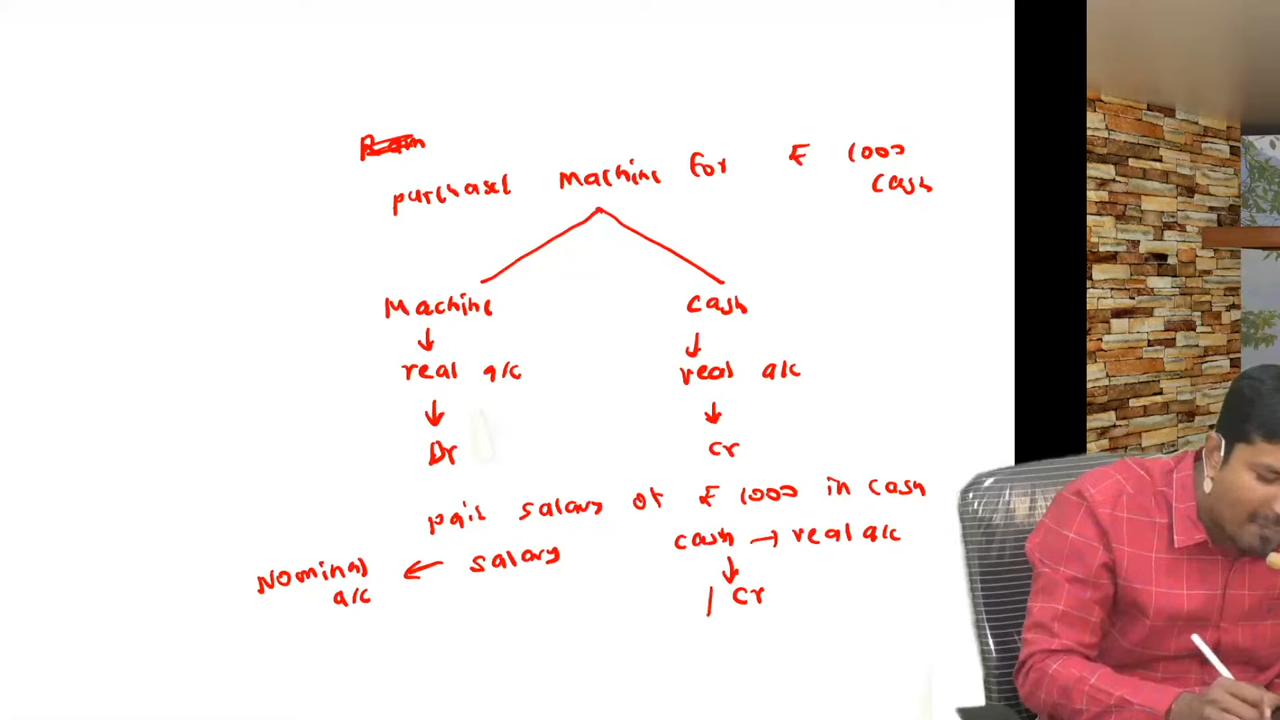 purchased Machine for ₹ 1000
cash
Machine cash
real a/c real a/c
Dr Cr
paid salary of ₹ 1000 in cash
Nominal a/c ← salary cash → real a/c
Cr